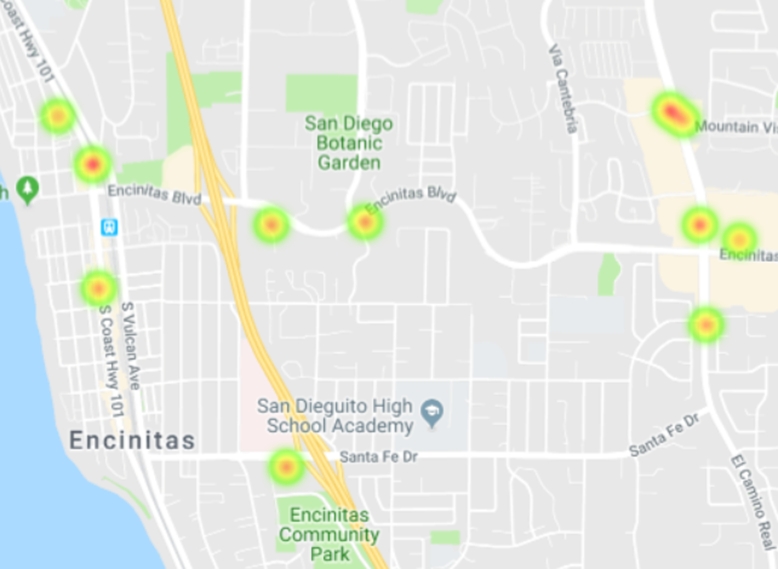 Coast Hwy 101
San Diego
Botanic
Garden
Via Cantebria
Mountain Vi
h
Encinitas Blvd
Encinitas Blvd
Encinitas
S Coast Hwy 101
S Vulcan Ave
San Dieguito High
School Academy
Encinitas
Santa Fe Dr
Santa Fe Dr
El Camino Real
Encinitas
Community
Park